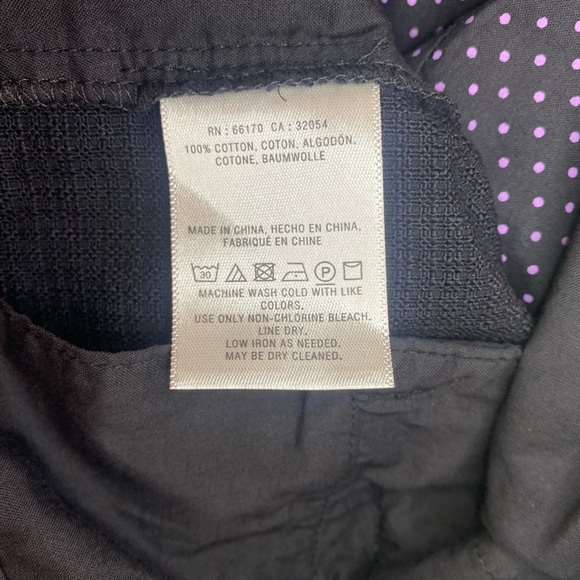 RN : 66170 CA : 32054
100% COTTON, COTON, ALGODÓN,
COTONE, BAUMWOLLE
MADE IN CHINA, HECHO EN CHINA,
FABRIQUÉ EN CHINE
30 P
MACHINE WASH COLD WITH LIKE
COLORS.
USE ONLY NON-CHLORINE BLEACH.
LINE DRY.
LOW IRON AS NEEDED.
MAY BE DRY CLEANED.